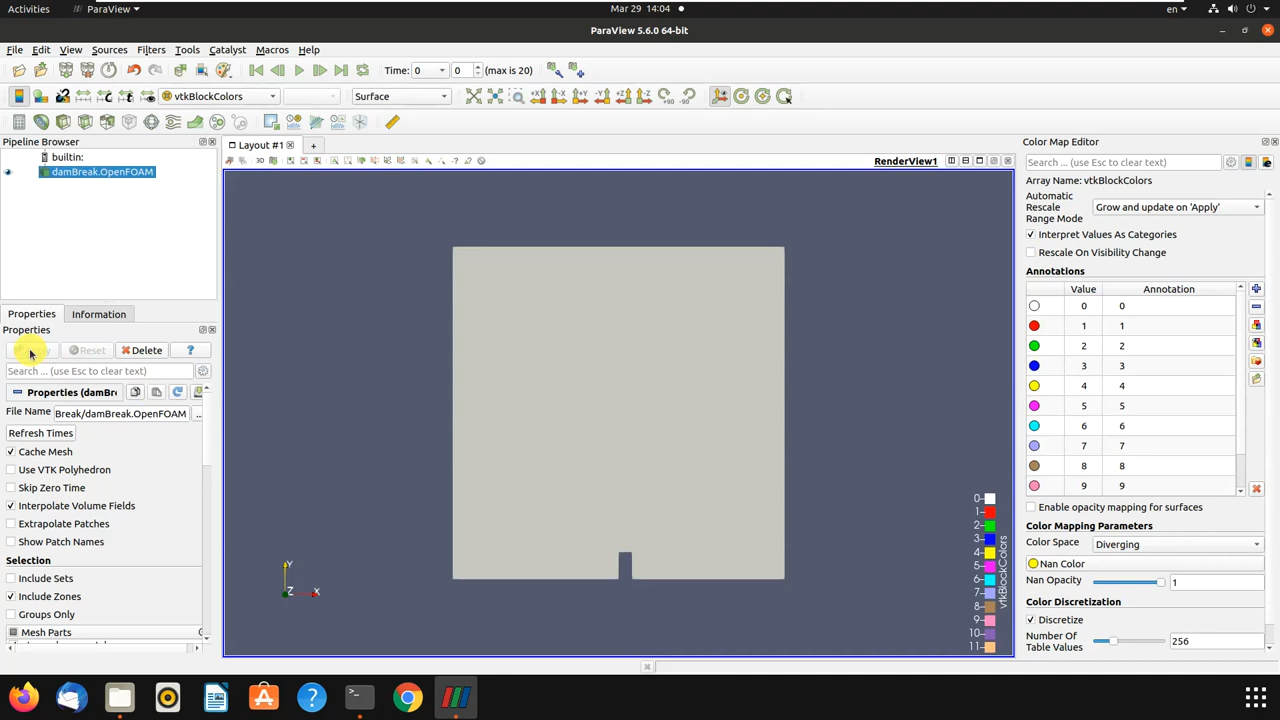 Activities ParaView Mar 29 14:04 en
ParaView 5.6.0 64-bit
File Edit View Sources Filters Tools Catalyst Macros Help
Time: 0 0 (max is 20)
vtkBlockColors Surface +X -X +Y -Y +Z -Z +90 -90
Pipeline Browser
builtin:
damBreak.OpenFOAM
Layout #1 +
3D
RenderView1
Properties Information
Properties
Reset Delete ?
Search ... (use Esc to clear text)
Properties (damBr
File Name Break/damBreak.OpenFOAM ...
Refresh Times
Cache Mesh
Use VTK Polyhedron
Skip Zero Time
Interpolate Volume Fields
Extrapolate Patches
Show Patch Names
Selection
Include Sets
Include Zones
Groups Only
Mesh Parts
Y
Z X
0
1
2
3
4
5
6
7
8
9
10
11
vtkBlockColors
Color Map Editor
Search ... (use Esc to clear text)
Array Name: vtkBlockColors
Automatic
Rescale
Range Mode
Grow and update on 'Apply'
Interpret Values As Categories
Rescale On Visibility Change
Annotations
Value Annotation
0 0
1 1
2 2
3 3
4 4
5 5
6 6
7 7
8 8
9 9
Enable opacity mapping for surfaces
Color Mapping Parameters
Color Space Diverging
Nan Color
Nan Opacity 1
Color Discretization
Discretize
Number Of
Table Values
256